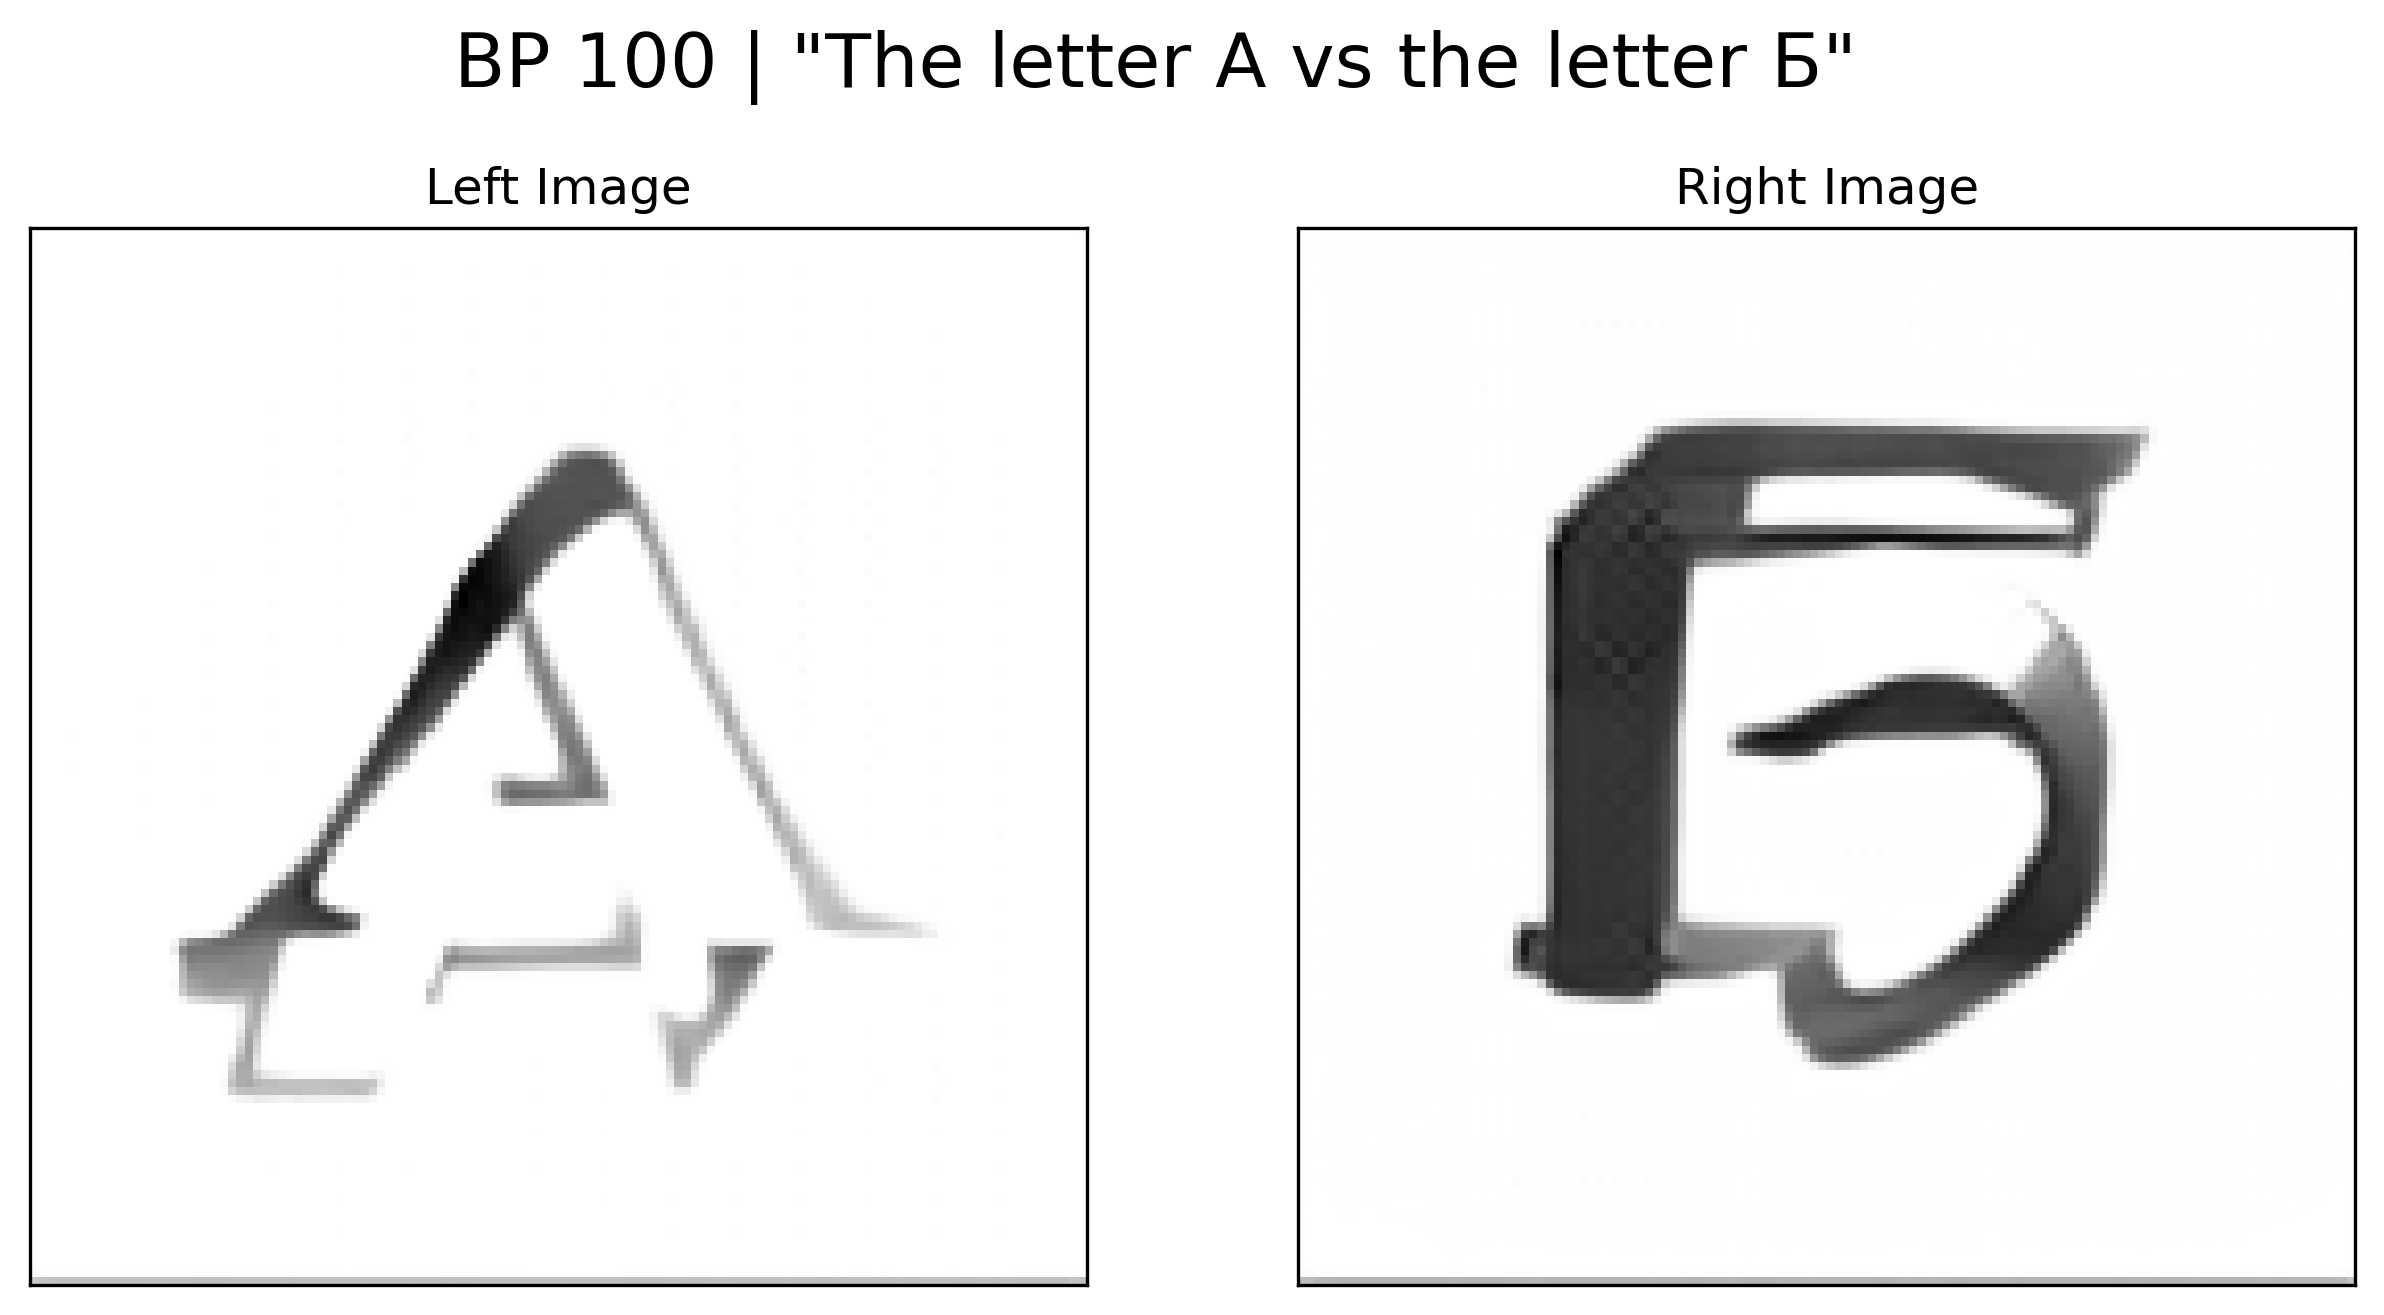 BP 100 | "The letter A vs the letter Б"
Left Image
Right Image
A
Б